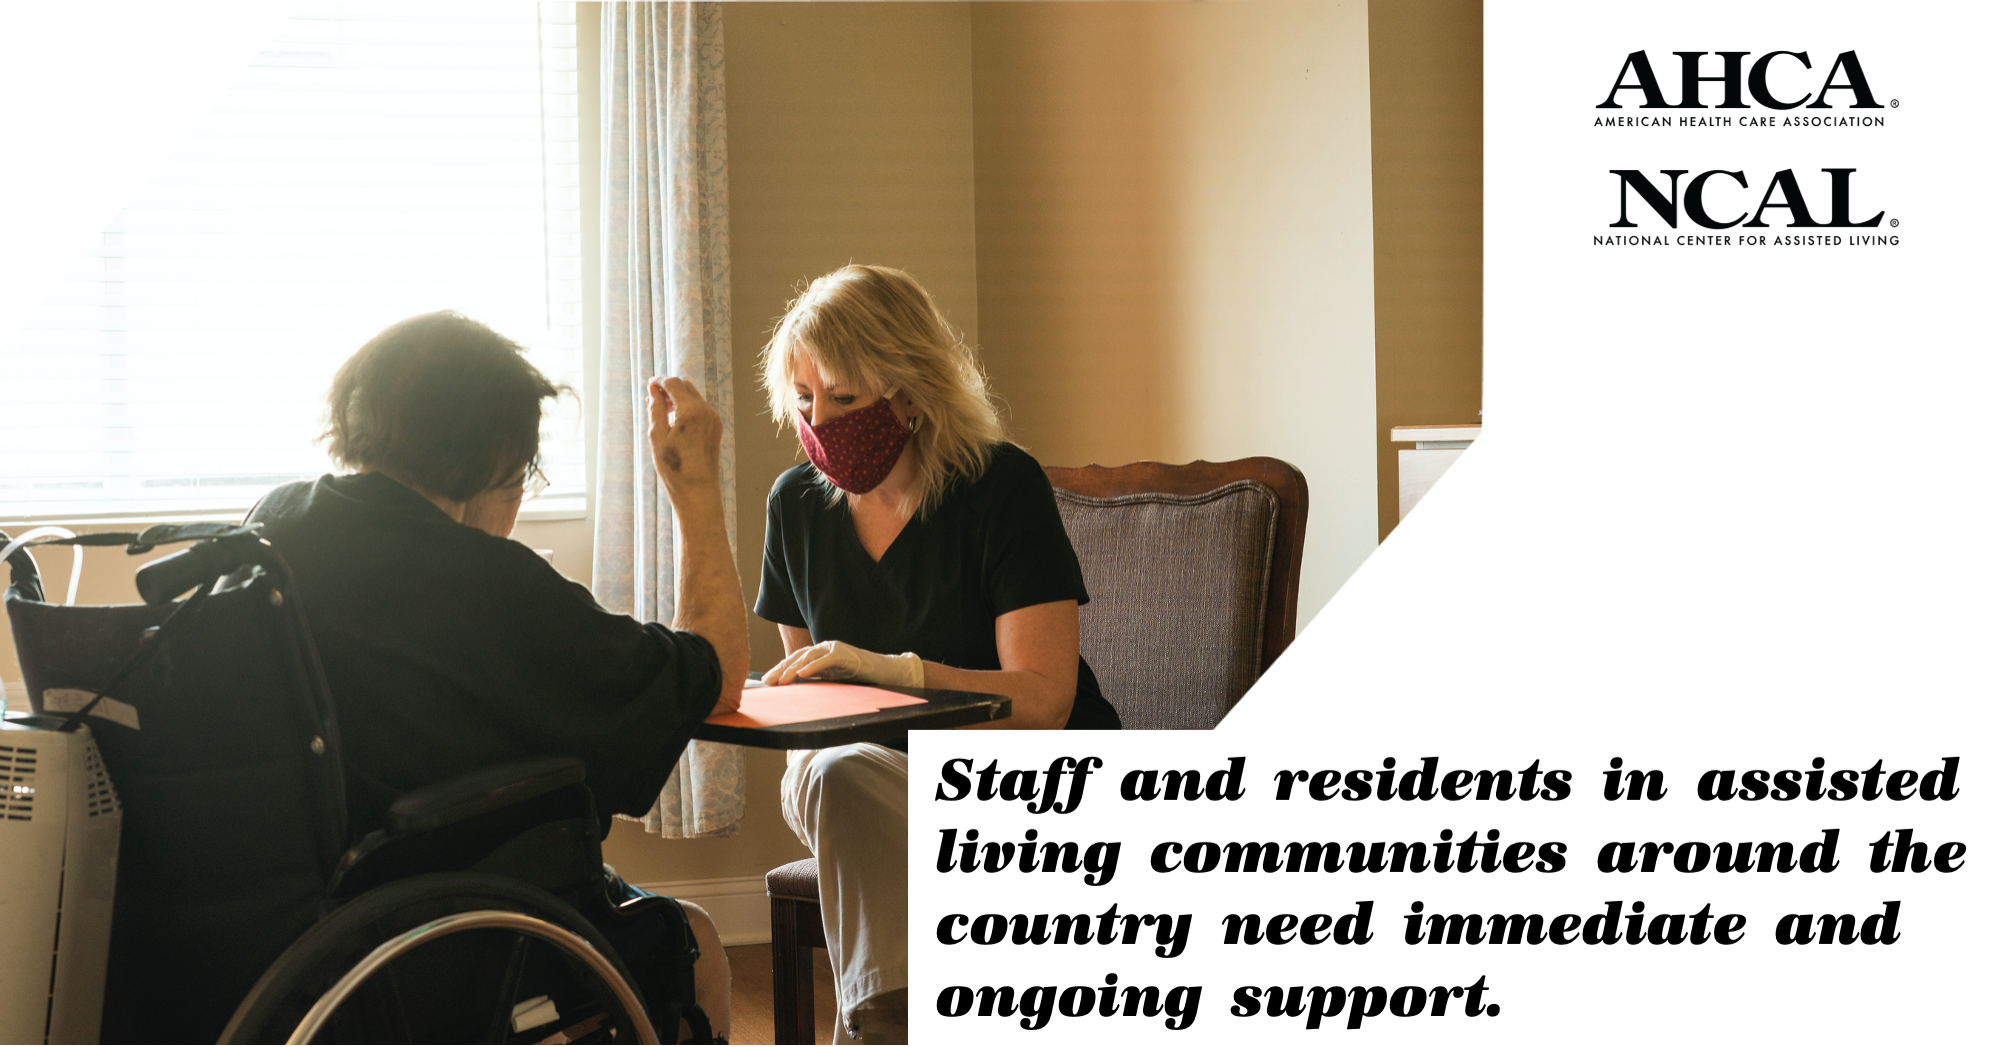 AHCA®
AMERICAN HEALTH CARE ASSOCIATION
NCAL®
NATIONAL CENTER FOR ASSISTED LIVING
Staff and residents in assisted
living communities around the
country need immediate and
ongoing support.